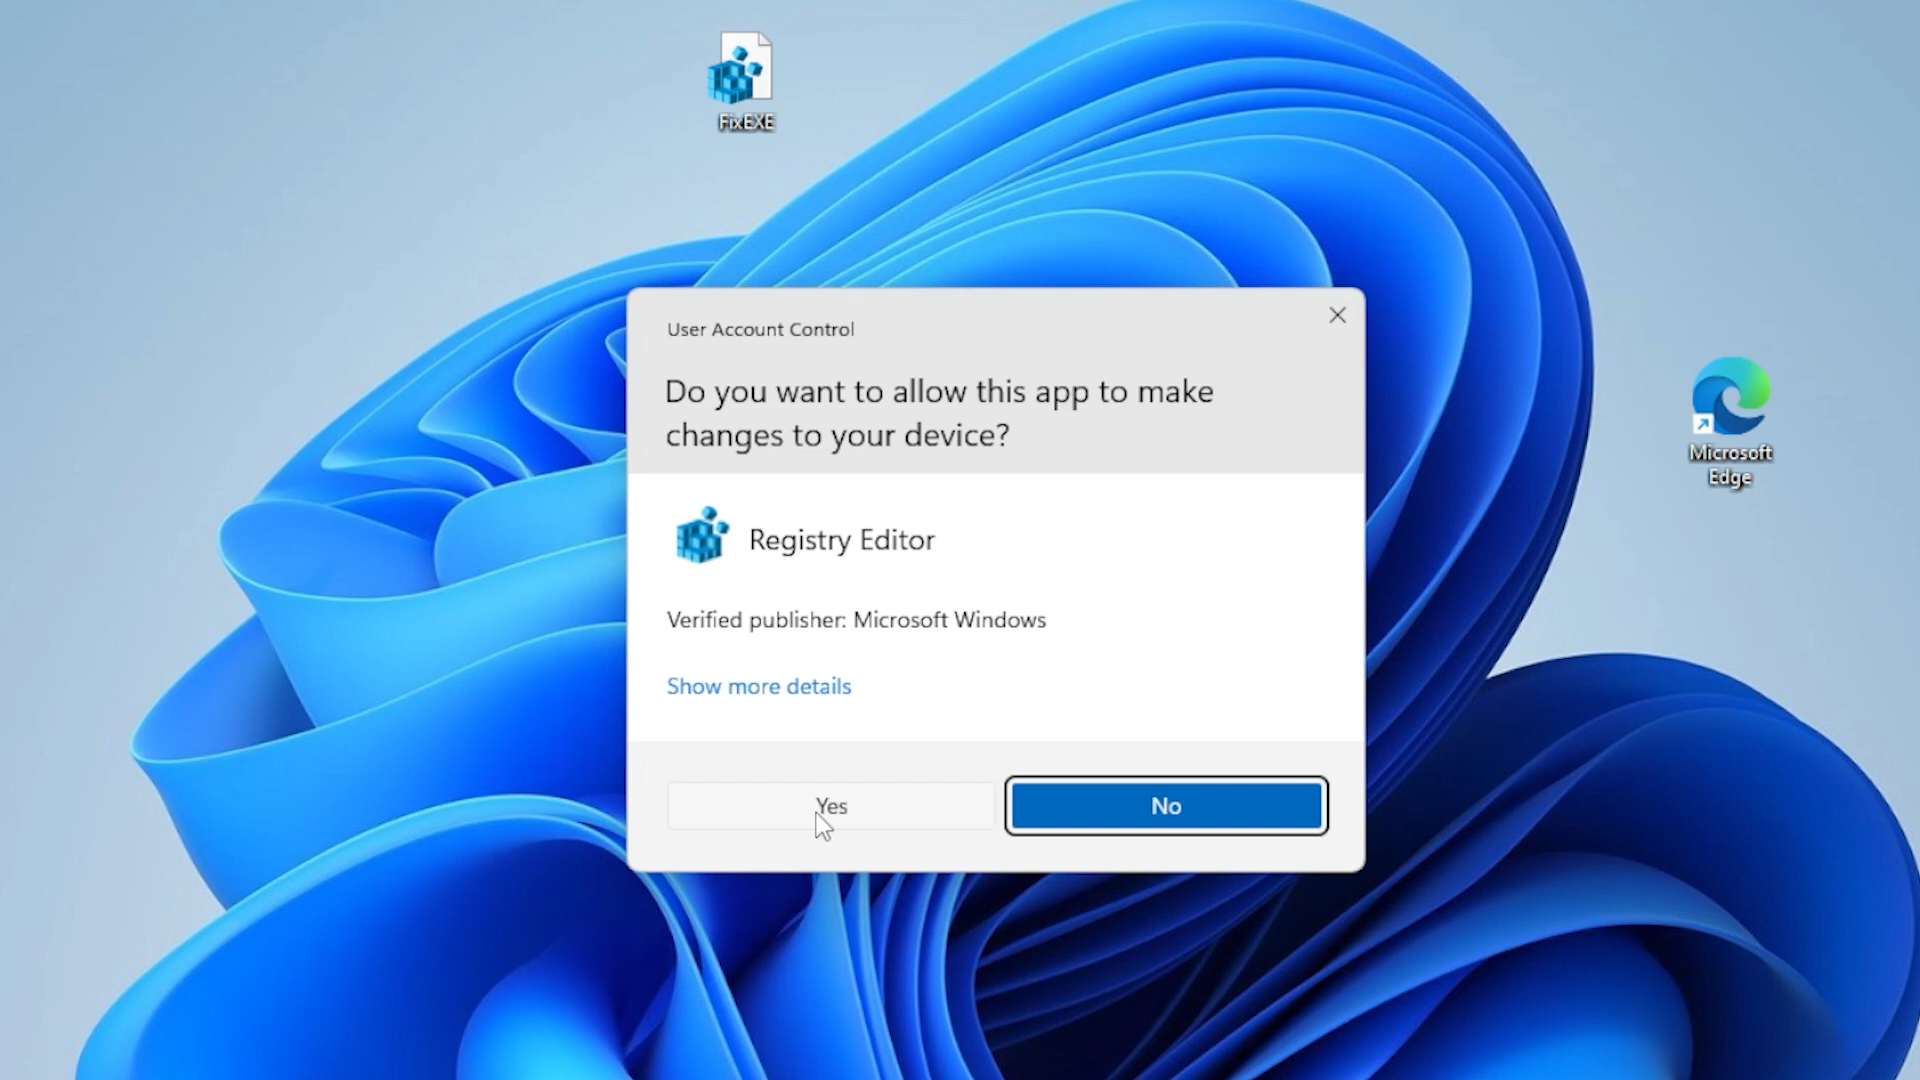 FixEXE
User Account Control
Do you want to allow this app to make
changes to your device?
Registry Editor
Verified publisher: Microsoft Windows
Show more details
Yes
No
Microsoft
Edge